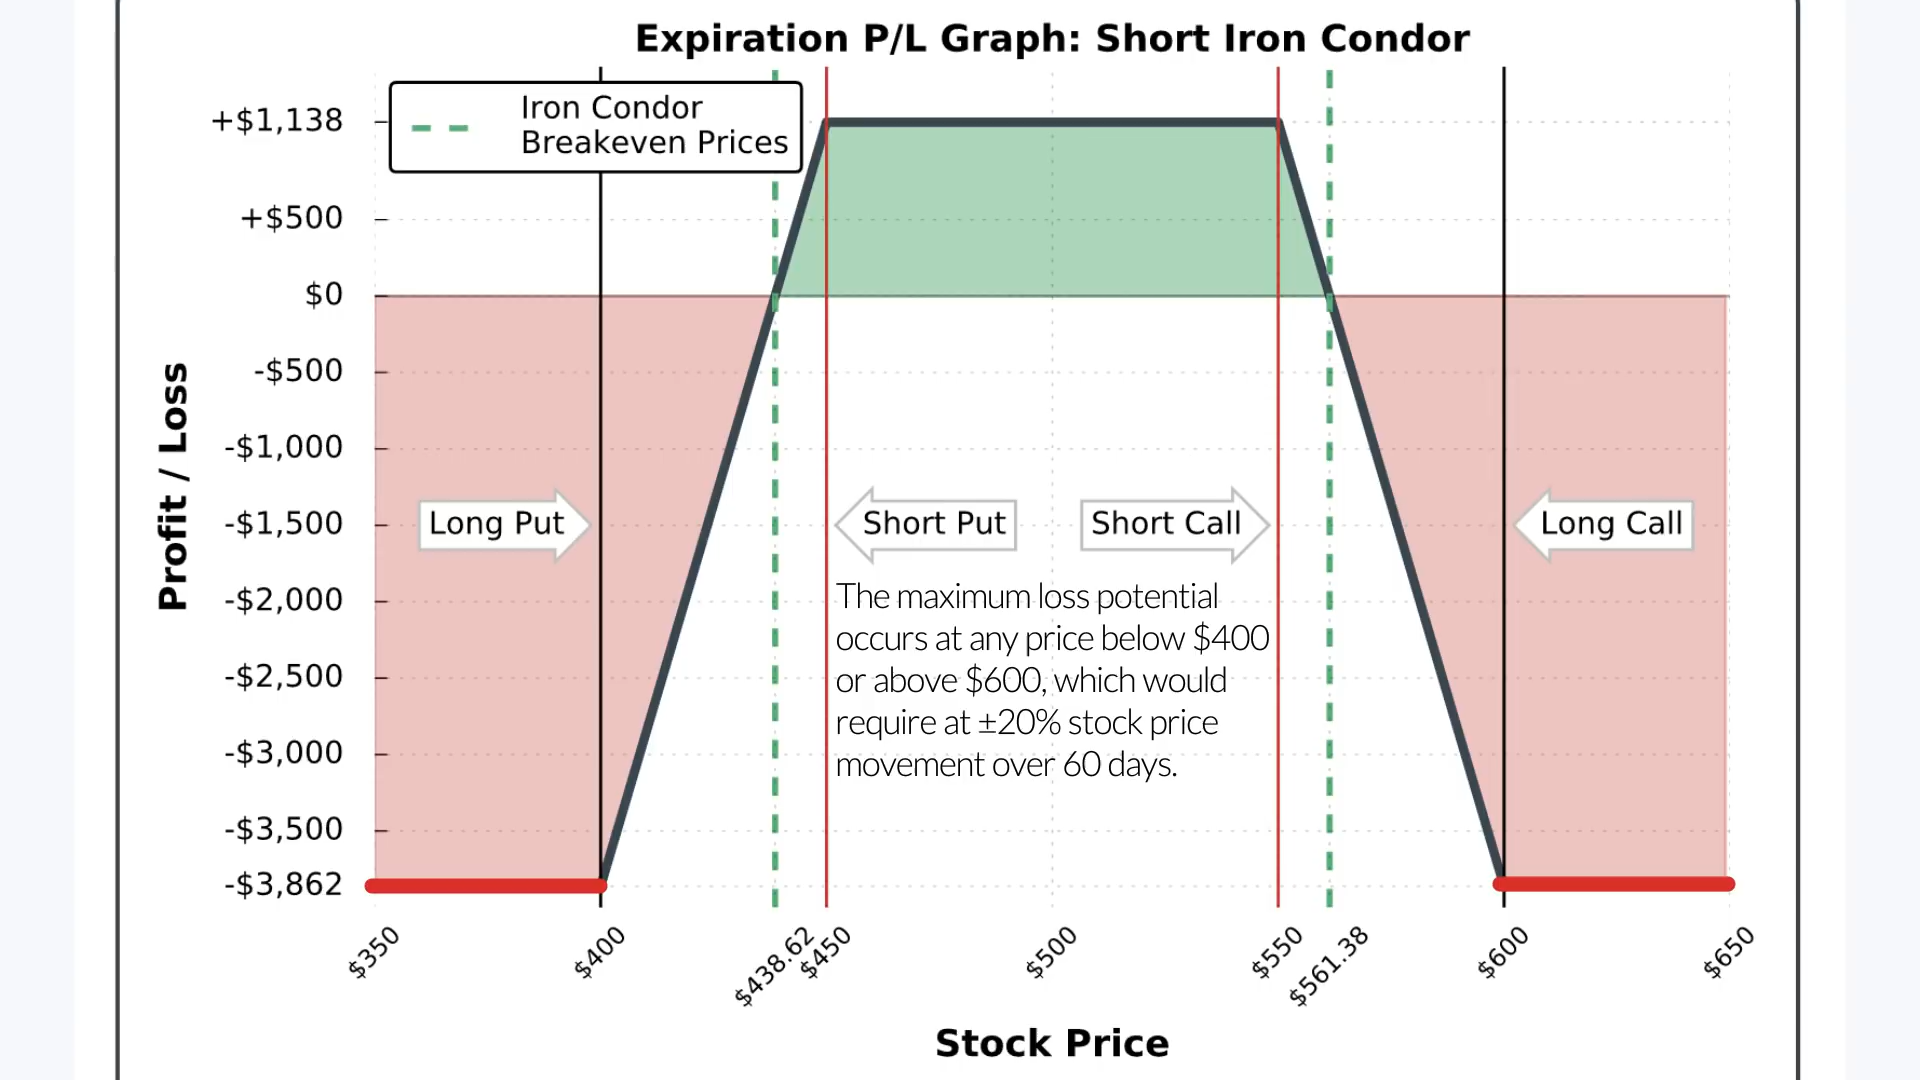 Expiration P/L Graph: Short Iron Condor
Iron Condor
Breakeven Prices
+$1,138
+$500
$0
-$500
-$1,000
-$1,500
-$2,000
-$2,500
-$3,000
-$3,500
-$3,862
Profit / Loss
Long Put
Short Put
Short Call
Long Call
The maximum loss potential
occurs at any price below $400
or above $600, which would
require at ±20% stock price
movement over 60 days.
$350
$400
$438.62
$450
$500
$550
$561.38
$600
$650
Stock Price